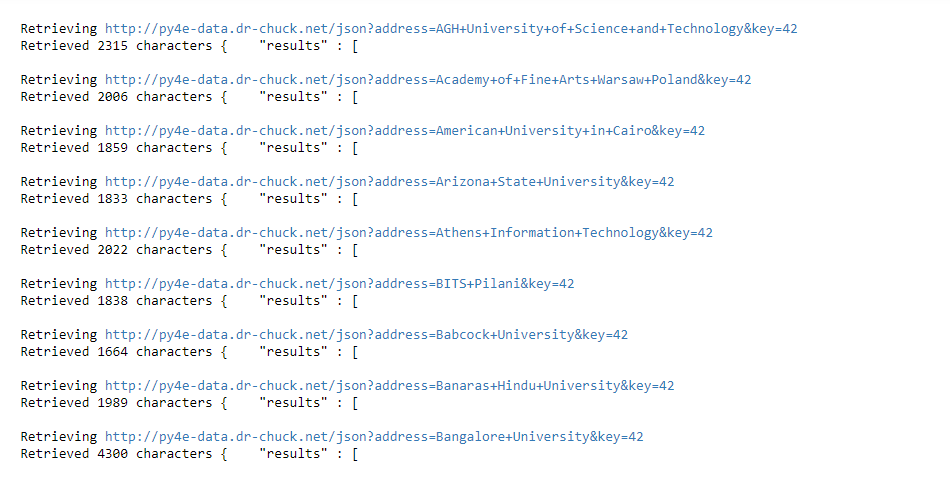 Retrieving http://py4e-data.dr-chuck.net/json?address=AGH+University+of+Science+and+Technology&key=42
Retrieved 2315 characters {    "results" : [
Retrieving http://py4e-data.dr-chuck.net/json?address=Academy+of+Fine+Arts+Warsaw+Poland&key=42
Retrieved 2006 characters {    "results" : [
Retrieving http://py4e-data.dr-chuck.net/json?address=American+University+in+Cairo&key=42
Retrieved 1859 characters {    "results" : [
Retrieving http://py4e-data.dr-chuck.net/json?address=Arizona+State+University&key=42
Retrieved 1833 characters {    "results" : [
Retrieving http://py4e-data.dr-chuck.net/json?address=Athens+Information+Technology&key=42
Retrieved 2022 characters {    "results" : [
Retrieving http://py4e-data.dr-chuck.net/json?address=BITS+Pilani&key=42
Retrieved 1838 characters {    "results" : [
Retrieving http://py4e-data.dr-chuck.net/json?address=Babcock+University&key=42
Retrieved 1664 characters {    "results" : [
Retrieving http://py4e-data.dr-chuck.net/json?address=Banaras+Hindu+University&key=42
Retrieved 1989 characters {    "results" : [
Retrieving http://py4e-data.dr-chuck.net/json?address=Bangalore+University&key=42
Retrieved 4300 characters {    "results" : [